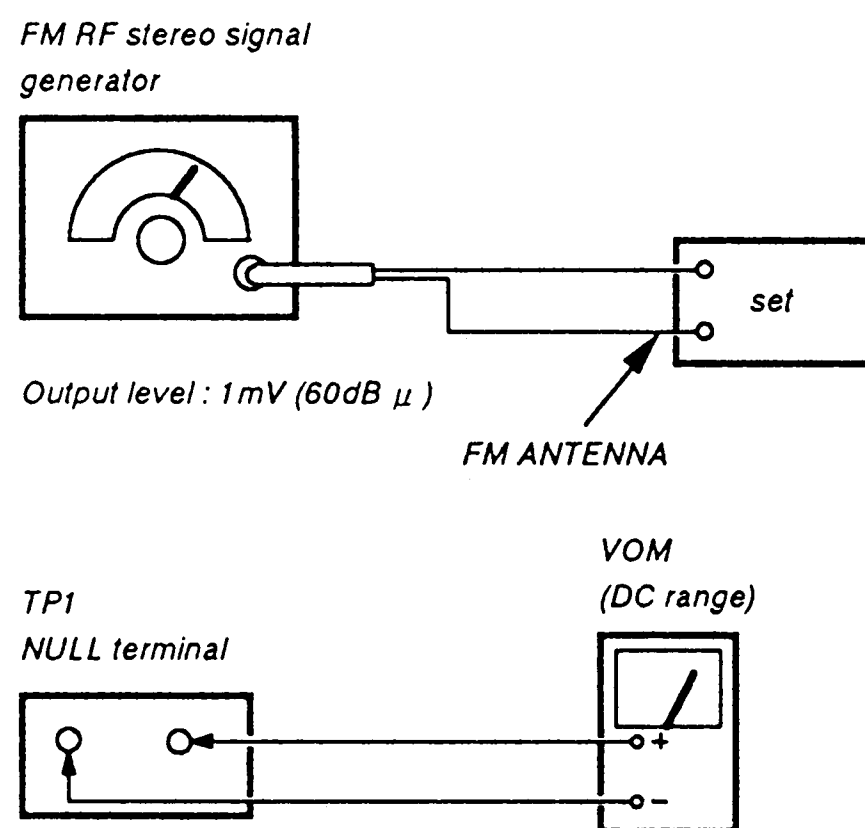 FM RF stereo signal
generator
set
Output level : 1mV (60dB μ )
FM ANTENNA
VOM
(DC range)
TP1
NULL terminal
+
–